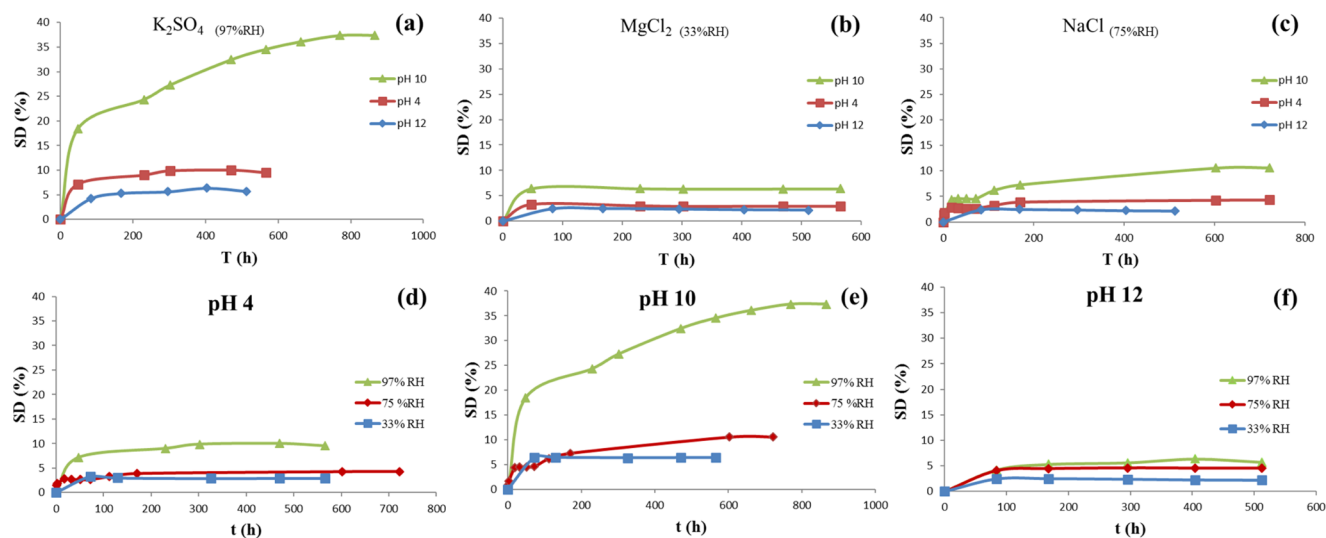 K₂SO₄ (97%RH)
(a)
SD (%)
40
35
30
25
20
15
10
5
0
pH 10
pH 4
pH 12
0 200 400 600 800 1000
T (h)
MgCl₂ (33%RH)
(b)
SD (%)
40
35
30
25
20
15
10
5
0
pH 10
pH 4
pH 12
0 100 200 300 400 500 600
T (h)
NaCl (75%RH)
(c)
SD (%)
40
35
30
25
20
15
10
5
0
pH 10
pH 4
pH 12
0 200 400 600 800
T (h)
pH 4
(d)
SD (%)
40
35
30
25
20
15
10
5
0
97% RH
75 %RH
33% RH
0 100 200 300 400 500 600 700 800
t (h)
pH 10
(e)
SD (%)
40
35
30
25
20
15
10
5
0
97% RH
75 %RH
33% RH
0 200 400 600 800 1000
t (h)
pH 12
(f)
SD (%)
40
35
30
25
20
15
10
5
0
97% RH
75% RH
33% RH
0 100 200 300 400 500 600
t (h)